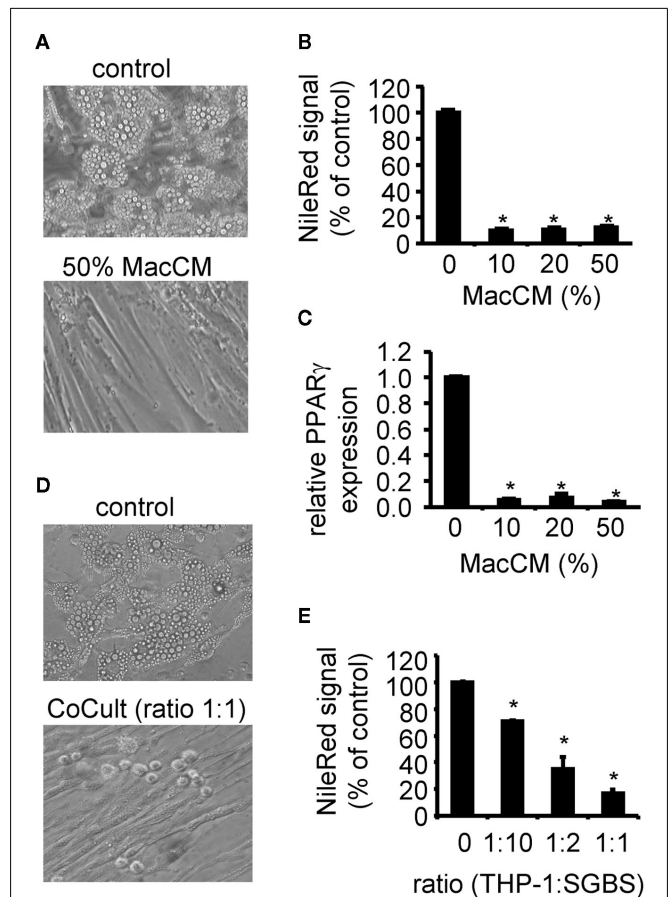 A
control
50% MacCM
B
NileRed signal
(% of control)
120
100
80
60
40
20
0
* * *
0 10 20 50
MacCM (%)
C
relative PPARγ
expression
1.2
1.0
0.8
0.6
0.4
0.2
0.0
* * *
0 10 20 50
MacCM (%)
D
control
CoCult (ratio 1:1)
E
NileRed signal
(% of control)
120
100
80
60
40
20
0
* * *
0 1:10 1:2 1:1
ratio (THP-1:SGBS)